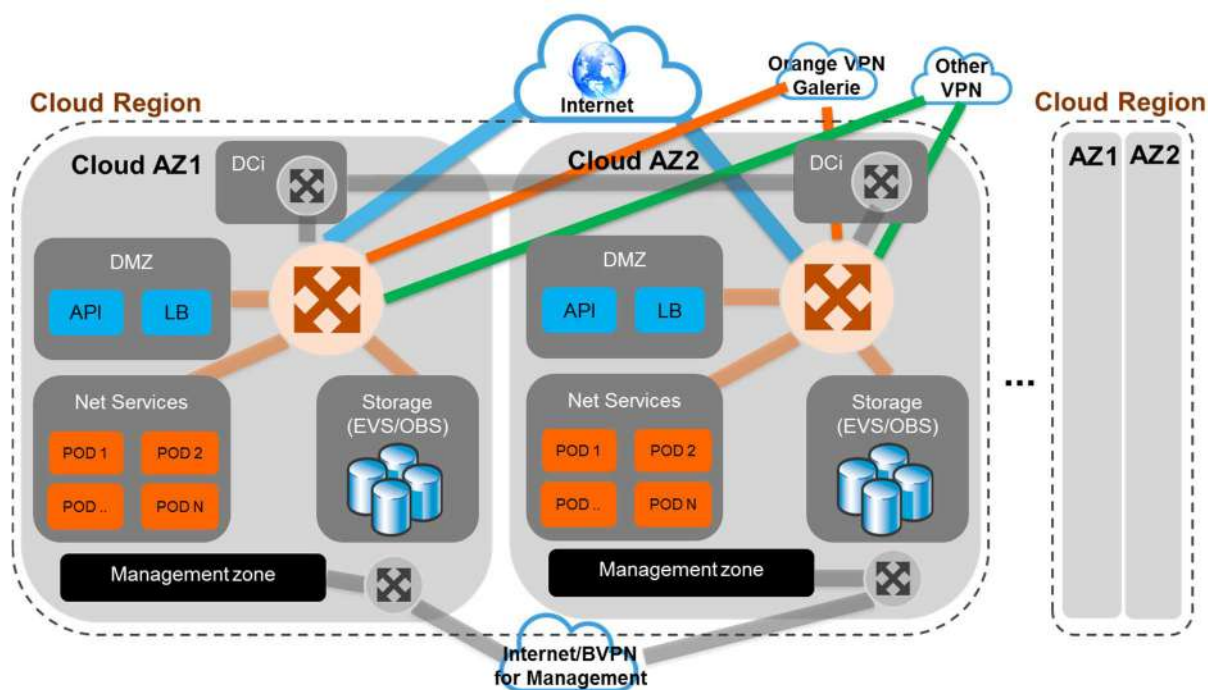 Internet
Orange VPN
Galerie
Other
VPN
Cloud Region
Cloud AZ1
DCi
DMZ
API
LB
Net Services
POD 1
POD 2
POD ..
POD N
Storage
(EVS/OBS)
Management zone
Cloud AZ2
DCi
DMZ
API
LB
Net Services
POD 1
POD 2
POD ..
POD N
Storage
(EVS/OBS)
Management zone
Internet/BVPN
for Management
...
Cloud Region
AZ1
AZ2